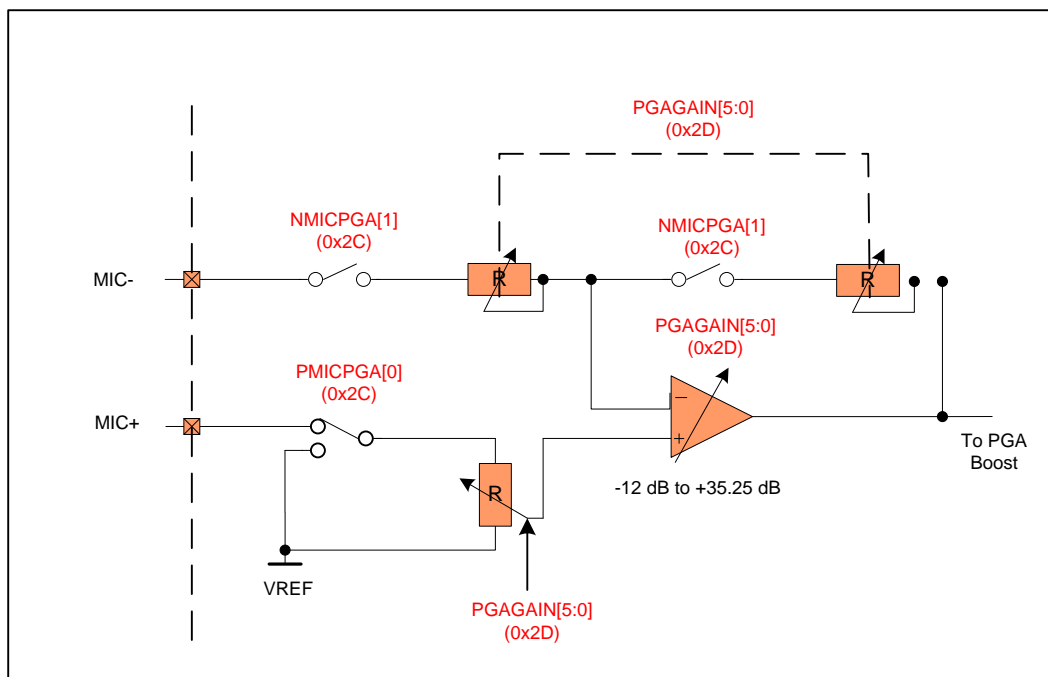 PGAGAIN[5:0]
(0x2D)
NMICPGA[1]
(0x2C)
NMICPGA[1]
(0x2C)
MIC-
R
R
PGAGAIN[5:0]
(0x2D)
PMICPGA[0]
(0x2C)
MIC+
−
+
To PGA
Boost
R
-12 dB to +35.25 dB
VREF
PGAGAIN[5:0]
(0x2D)